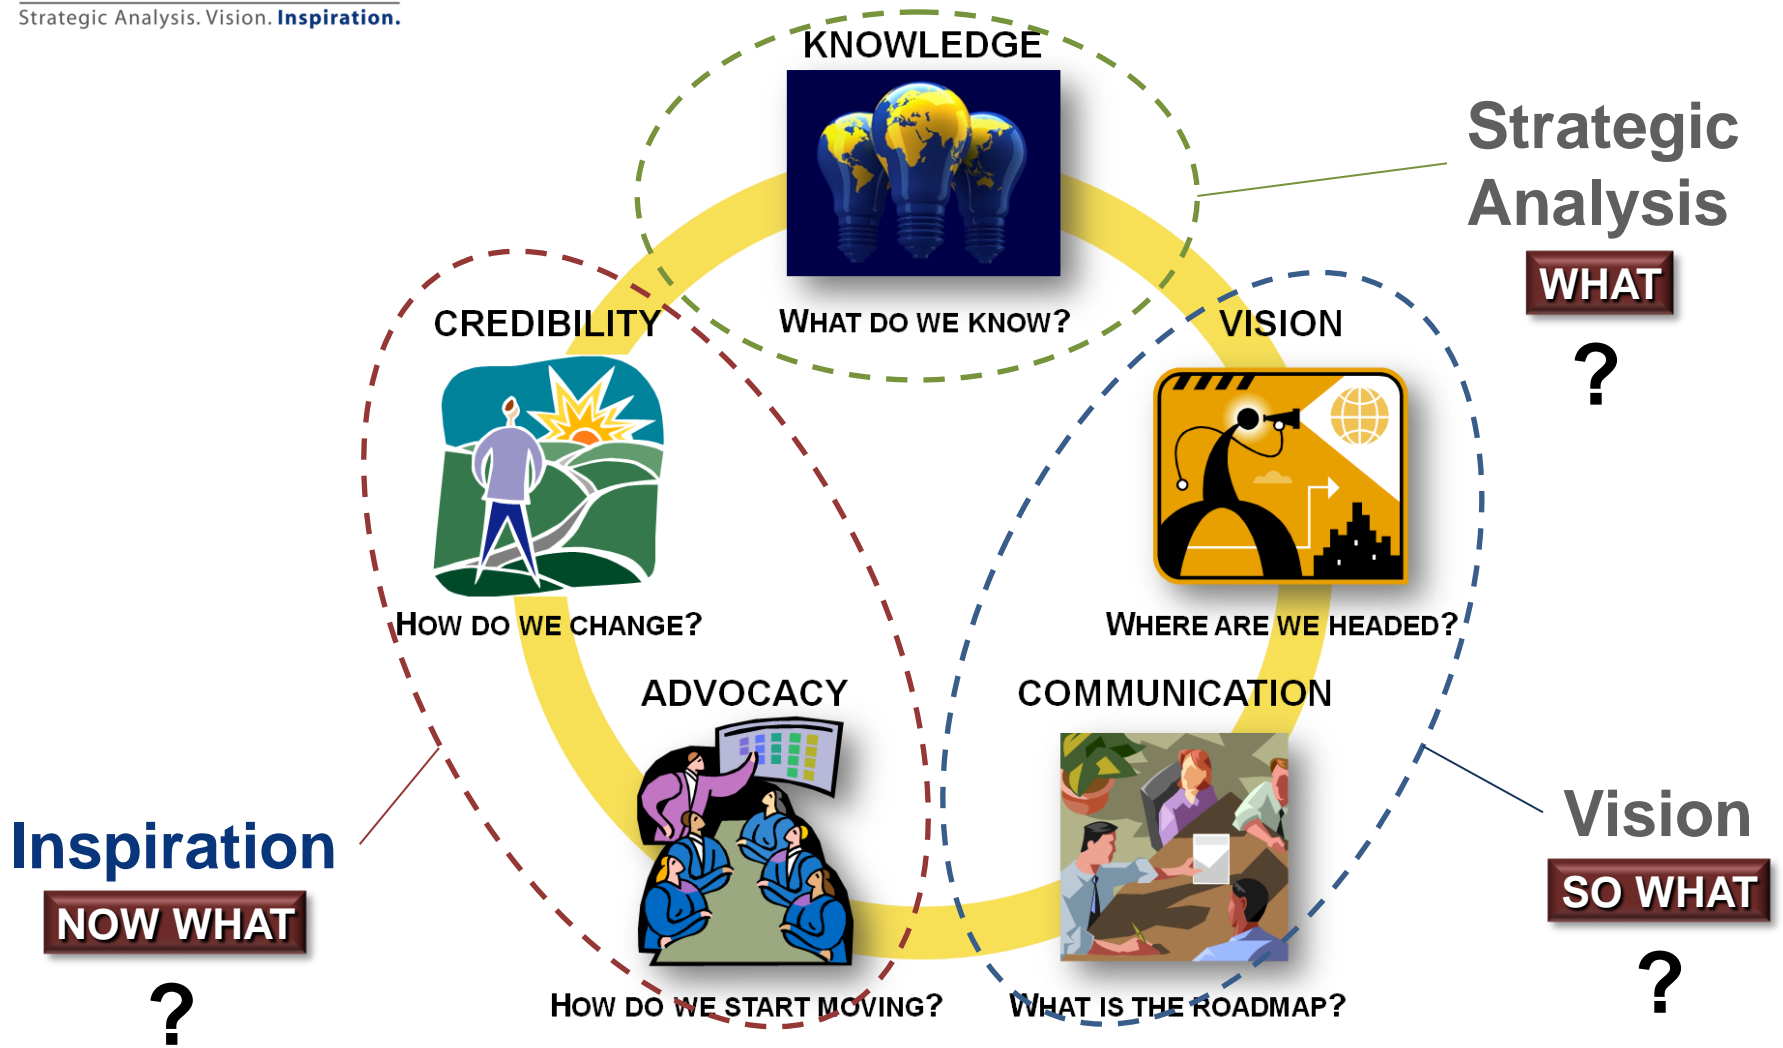 Strategic Analysis. Vision. Inspiration.
KNOWLEDGE
WHAT DO WE KNOW?
Strategic
Analysis
WHAT
?
CREDIBILITY
VISION
HOW DO WE CHANGE?
WHERE ARE WE HEADED?
ADVOCACY
COMMUNICATION
Inspiration
NOW WHAT
?
Vision
SO WHAT
?
HOW DO WE START MOVING?
WHAT IS THE ROADMAP?